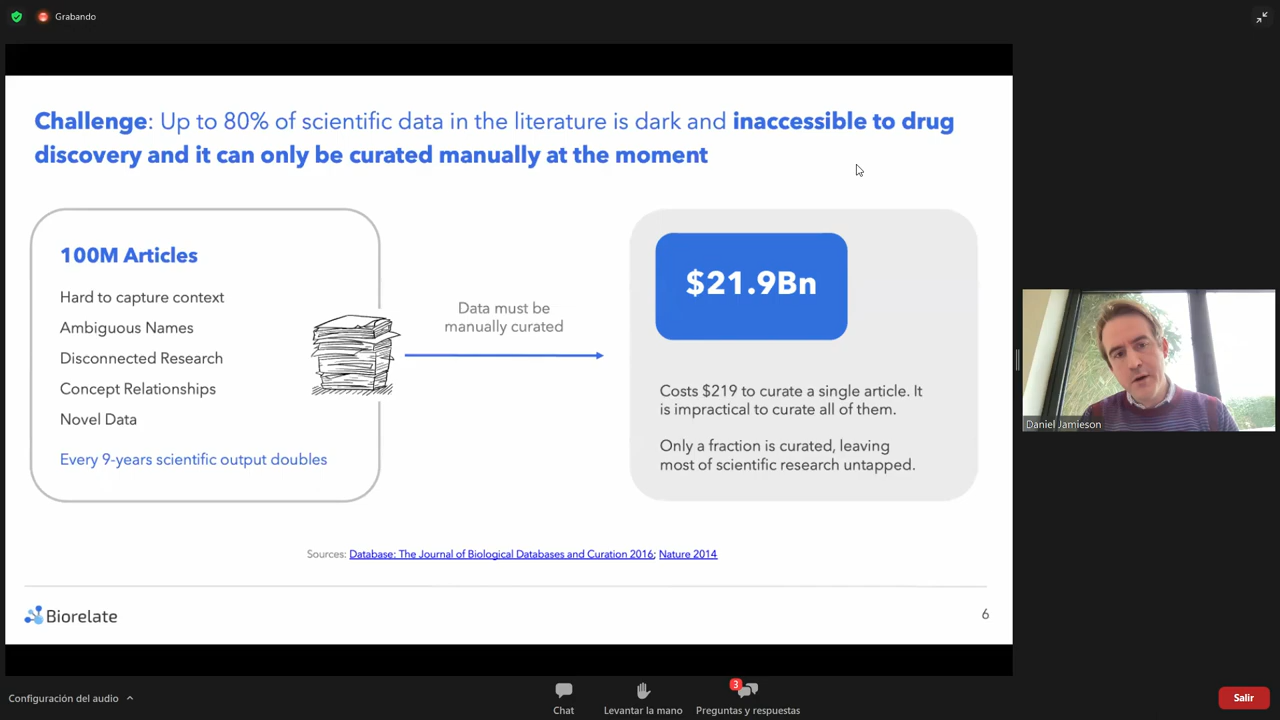 Grabando
Challenge: Up to 80% of scientific data in the literature is dark and inaccessible to drug
discovery and it can only be curated manually at the moment
100M Articles
Hard to capture context
Ambiguous Names
Disconnected Research
Concept Relationships
Novel Data
Every 9-years scientific output doubles
Data must be
manually curated
$21.9Bn
Costs $219 to curate a single article. It
is impractical to curate all of them.
Only a fraction is curated, leaving
most of scientific research untapped.
Sources: Database: The Journal of Biological Databases and Curation 2016; Nature 2014
Biorelate
6
Daniel Jamieson
Configuración del audio
Chat
Levantar la mano
3
Preguntas y respuestas
Salir